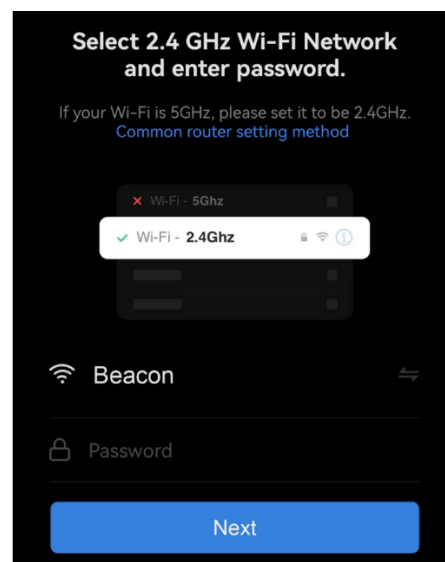 Select 2.4 GHz Wi-Fi Network
and enter password.
If your Wi-Fi is 5GHz, please set it to be 2.4GHz.
Common router setting method
Wi-Fi - 5Ghz
Wi-Fi - 2.4Ghz
Beacon
Password
Next